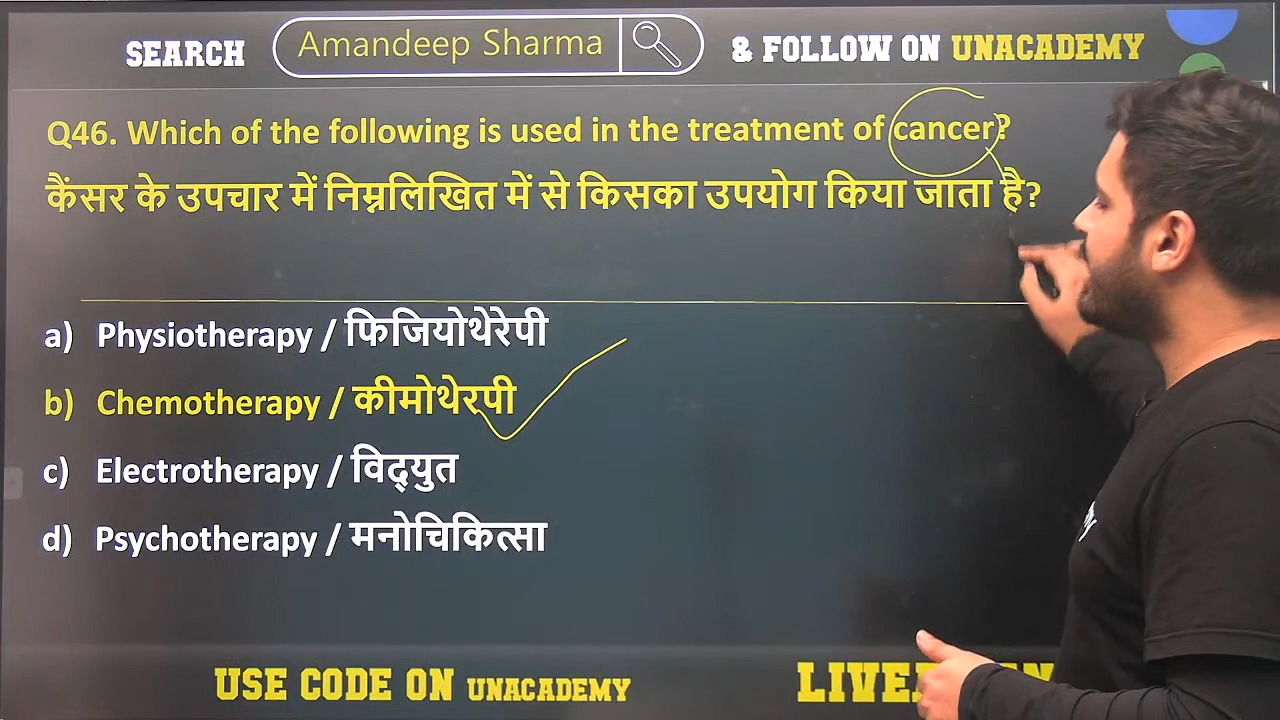 SEARCH Amandeep Sharma & FOLLOW ON UNACADEMY
Q46. Which of the following is used in the treatment of cancer?
कैंसर के उपचार में निम्नलिखित में से किसका उपयोग किया जाता है?
a) Physiotherapy / फिजियोथेरेपी
b) Chemotherapy / कीमोथेरपी
c) Electrotherapy / विद्युत
d) Psychotherapy / मनोचिकित्सा
USE CODE ON UNACADEMY